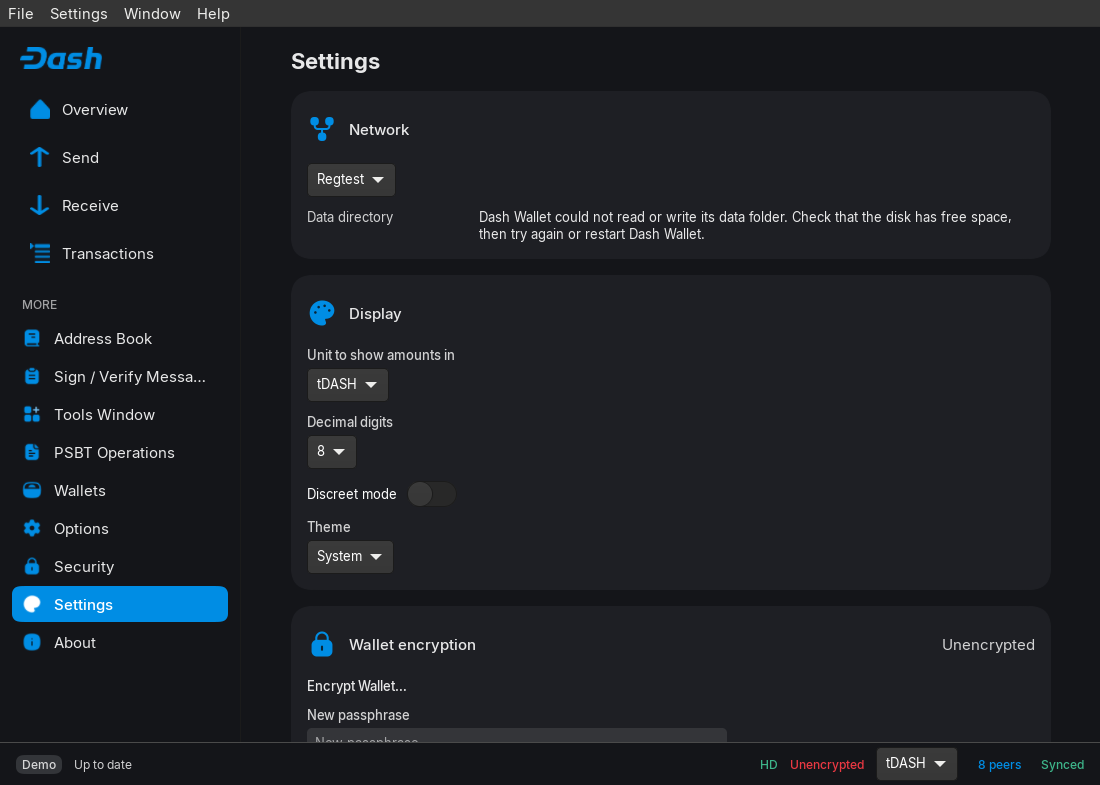 File Settings Window Help
Dash
Overview
Send
Receive
Transactions
MORE
Address Book
Sign / Verify Messa...
Tools Window
PSBT Operations
Wallets
Options
Security
Settings
About
Settings
Network
Regtest
Data directory
Dash Wallet could not read or write its data folder. Check that the disk has free space,
then try again or restart Dash Wallet.
Display
Unit to show amounts in
tDASH
Decimal digits
8
Discreet mode
Theme
System
Wallet encryption
Unencrypted
Encrypt Wallet...
New passphrase
New passphrase
Demo Up to date HD Unencrypted tDASH 8 peers Synced